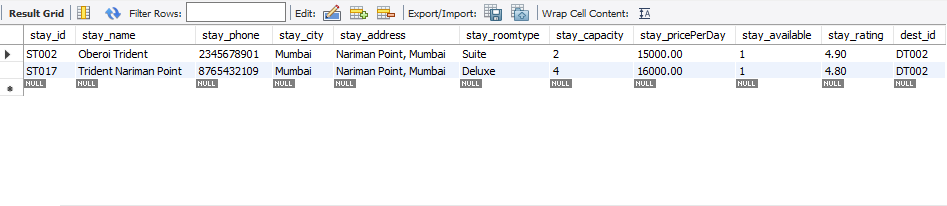 Result Grid Filter Rows: Edit: Export/Import: Wrap Cell Content: IA
stay_id stay_name stay_phone stay_city stay_address stay_roomtype stay_capacity stay_pricePerDay stay_available stay_rating dest_id
ST002 Oberoi Trident 2345678901 Mumbai Nariman Point, Mumbai Suite 2 15000.00 1 4.90 DT002
ST017 Trident Nariman Point 8765432109 Mumbai Nariman Point, Mumbai Deluxe 4 16000.00 1 4.80 DT002
NULL NULL NULL NULL NULL NULL NULL NULL NULL NULL NULL